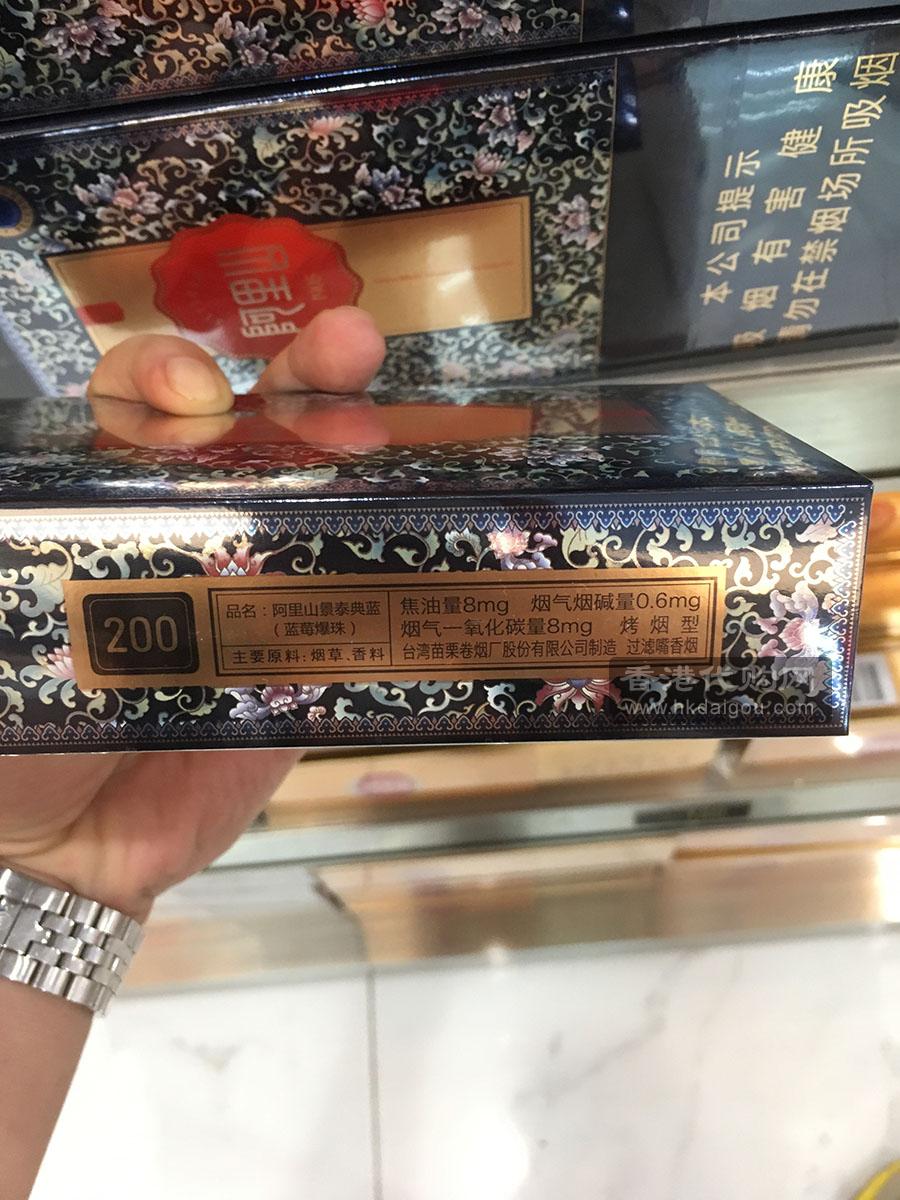 本公司提示
吸烟有害健康
请勿在禁烟场所吸烟
阿里山
200
品名：阿里山景泰典蓝
（蓝莓爆珠）
主要原料：烟草、香料
焦油量8mg 烟气烟碱量0.6mg
烟气一氧化碳量8mg 烤烟型
台湾苗栗卷烟厂股份有限公司制造 过滤嘴香烟
香港代购网
www.hkdaigou.com